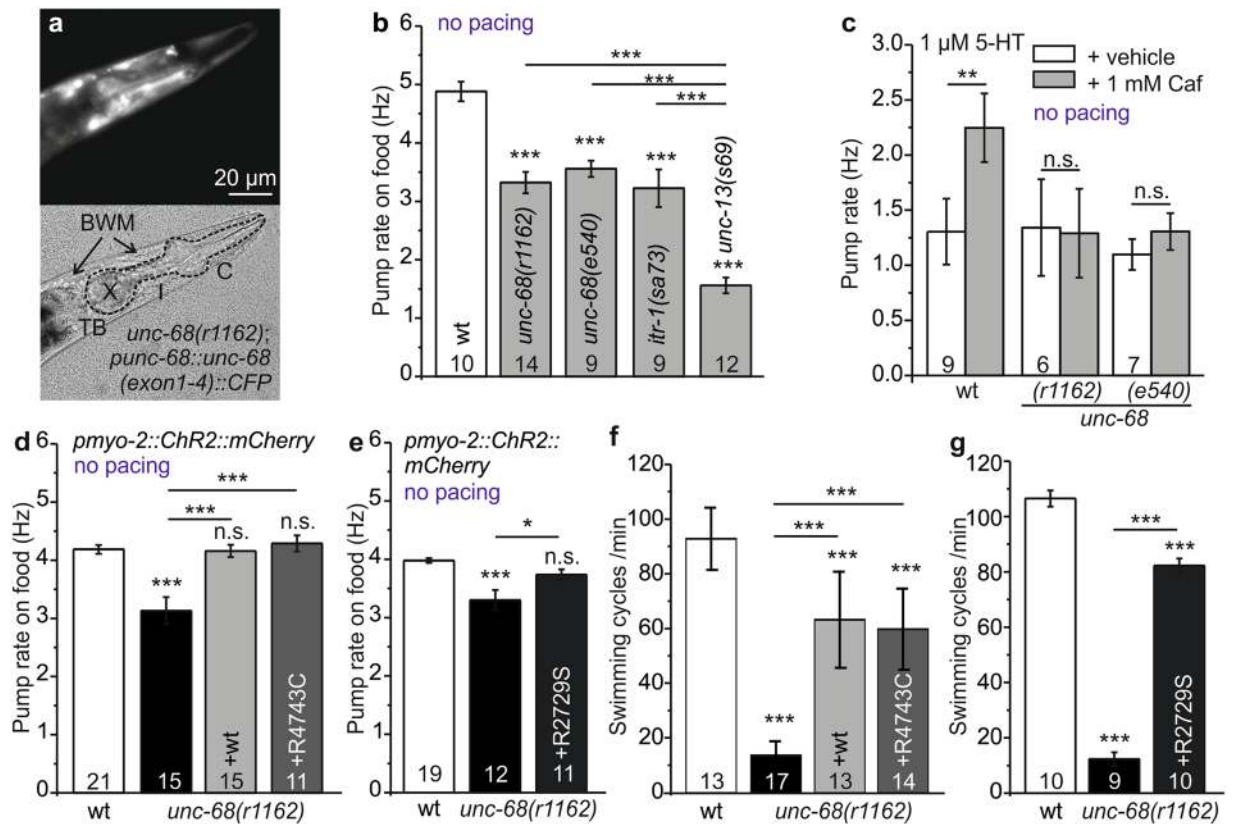 a
20 µm
BWM
X
I
C
TB
unc-68(r1162);
punc-68::unc-68
(exon1-4)::CFP
b
no pacing
Pump rate on food (Hz)
6
5
4
3
2
1
0
***
***
***
***
***
***
***
wt
unc-68(r1162)
unc-68(e540)
itr-1(sa73)
unc-13(s69)
10
14
9
9
12
c
1 µM 5-HT
+ vehicle
+ 1 mM Caf
no pacing
Pump rate (Hz)
3.0
2.5
2.0
1.5
1.0
0.5
0.0
**
n.s.
n.s.
9
6
7
wt
(r1162)
(e540)
unc-68
d
pmyo-2::ChR2::mCherry
no pacing
Pump rate on food (Hz)
6
5
4
3
2
1
0
***
***
n.s.
n.s.
***
+wt
+R4743C
21
15
15
11
wt
unc-68(r1162)
e
pmyo-2::ChR2::
mCherry
no pacing
Pump rate on food (Hz)
6
5
4
3
2
1
0
*
n.s.
***
+R2729S
19
12
11
wt
unc-68(r1162)
f
Swimming cycles /min
120
100
80
60
40
20
0
***
***
***
***
***
+wt
+R4743C
13
17
13
14
wt
unc-68(r1162)
g
Swimming cycles /min
120
100
80
60
40
20
0
***
***
***
+R2729S
10
9
10
wt
unc-68(r1162)